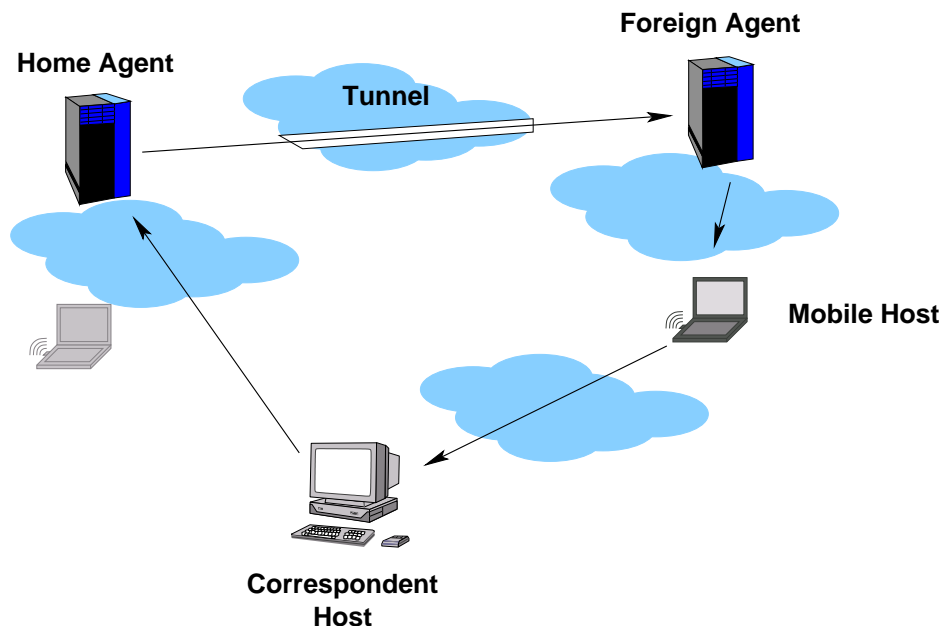 Foreign Agent
Home Agent
Tunnel
Mobile Host
Correspondent
Host